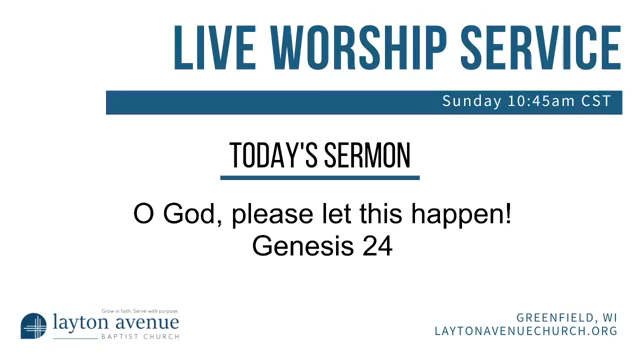 LIVE WORSHIP SERVICE
Sunday 10:45am CST
TODAY'S SERMON
O God, please let this happen!
Genesis 24
Grow in faith. Serve with purpose.
layton avenue
BAPTIST CHURCH
GREENFIELD, WI
LAYTONAVENUECHURCH.ORG